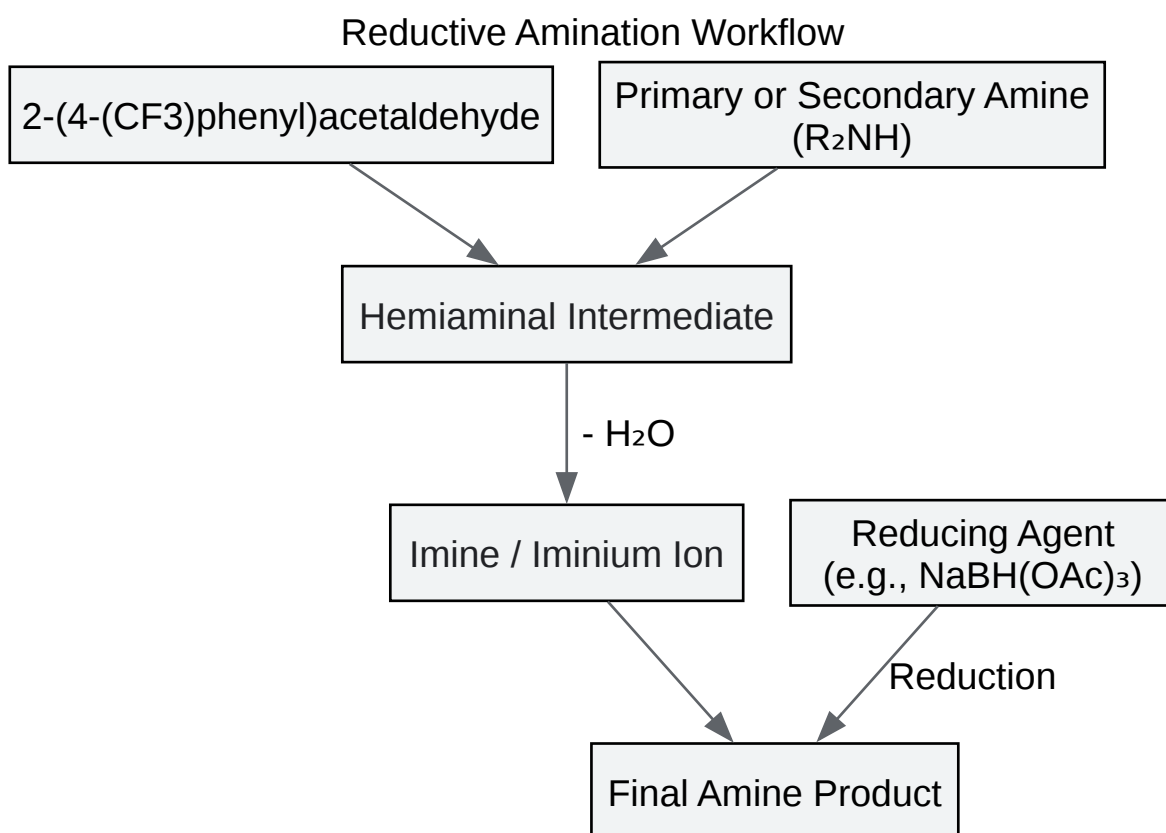 Reductive Amination Workflow
2-(4-(CF3)phenyl)acetaldehyde
Primary or Secondary Amine
(R₂NH)
Hemiaminal Intermediate
- H₂O
Imine / Iminium Ion
Reducing Agent
(e.g., NaBH(OAc)₃)
Reduction
Final Amine Product